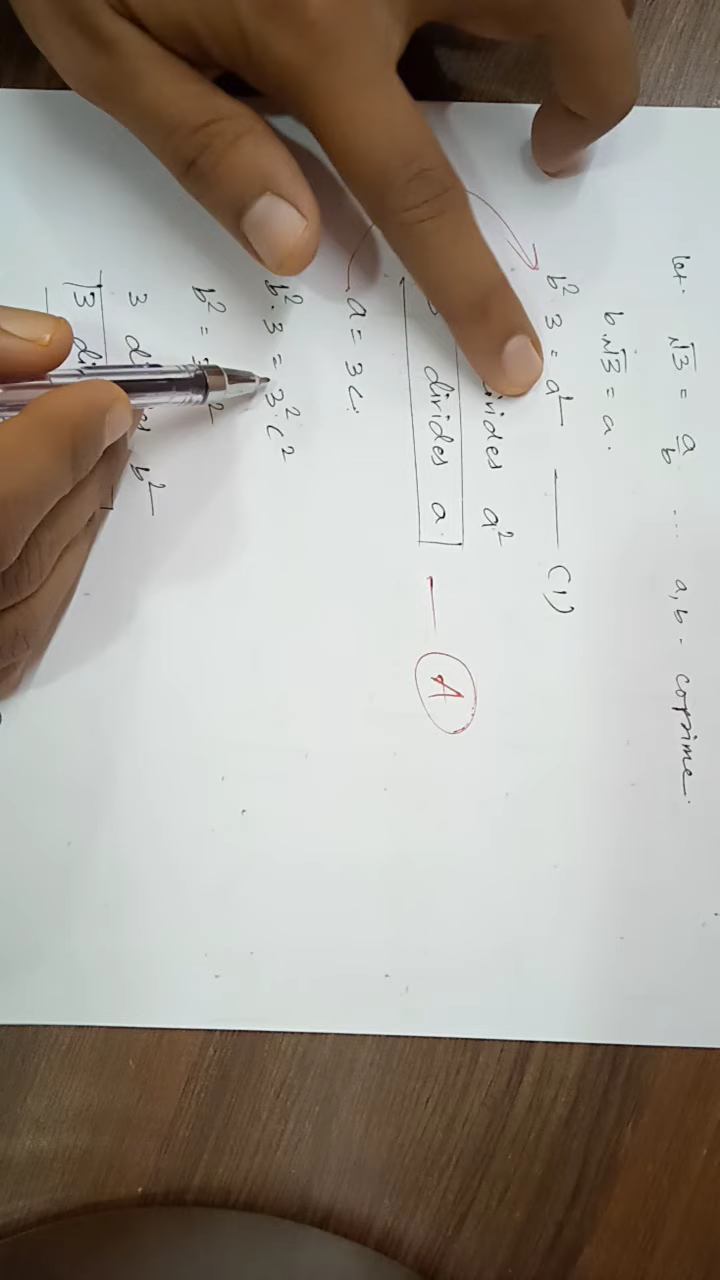 let. √3 = a/b ... a, b - coprime.
b.√3 = a.
b². 3 = a² — (1)
divides a²
divides a. — A
a = 3c.
b². 3 = 3². c²
b² =
3 b²
3